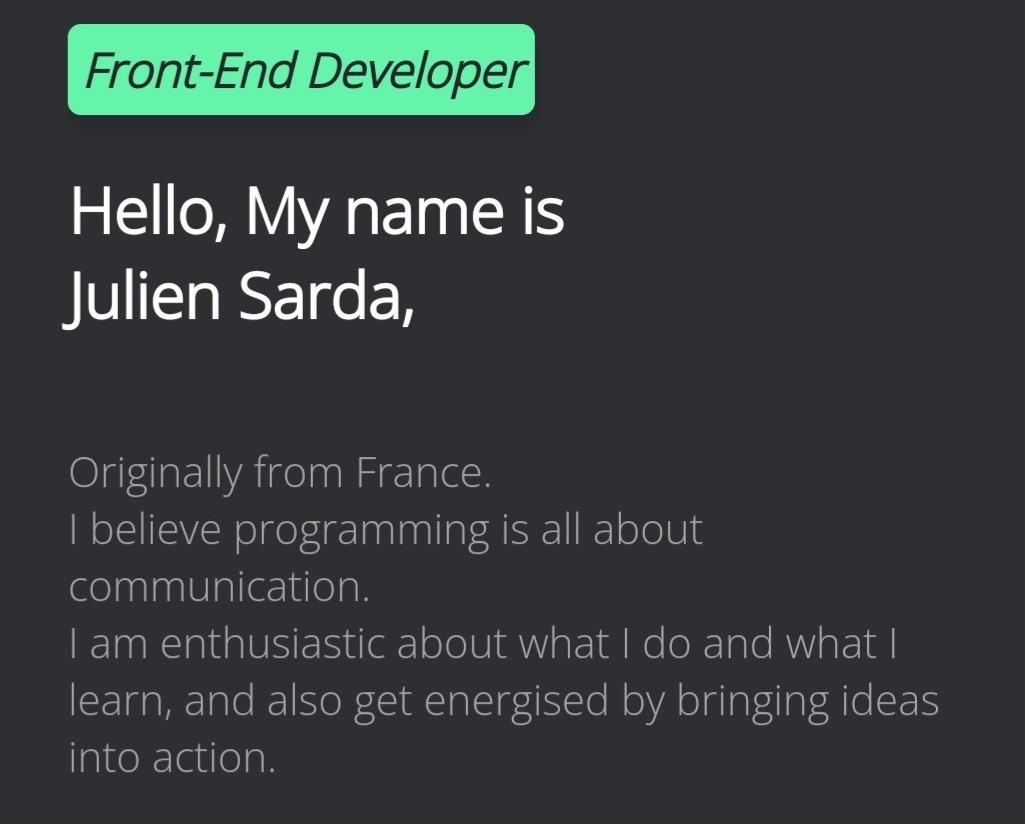 Front-End Developer
Hello, My name is
Julien Sarda,
Originally from France.
I believe programming is all about
communication.
I am enthusiastic about what I do and what I
learn, and also get energised by bringing ideas
into action.